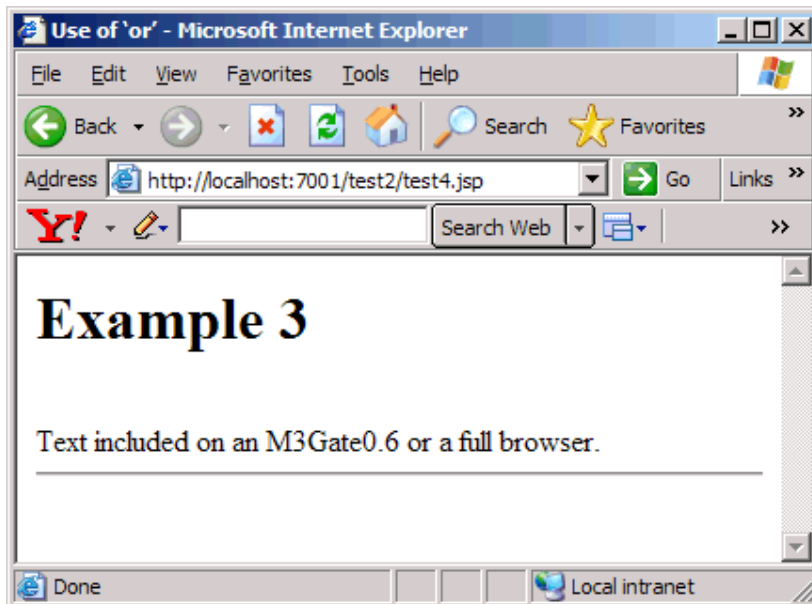 Use of ‘or’ - Microsoft Internet Explorer
File Edit View Favorites Tools Help
Back Search Favorites »
Address http://localhost:7001/test2/test4.jsp Go Links »
Y! Search Web »
Example 3
Text included on an M3Gate0.6 or a full browser.
Done Local intranet